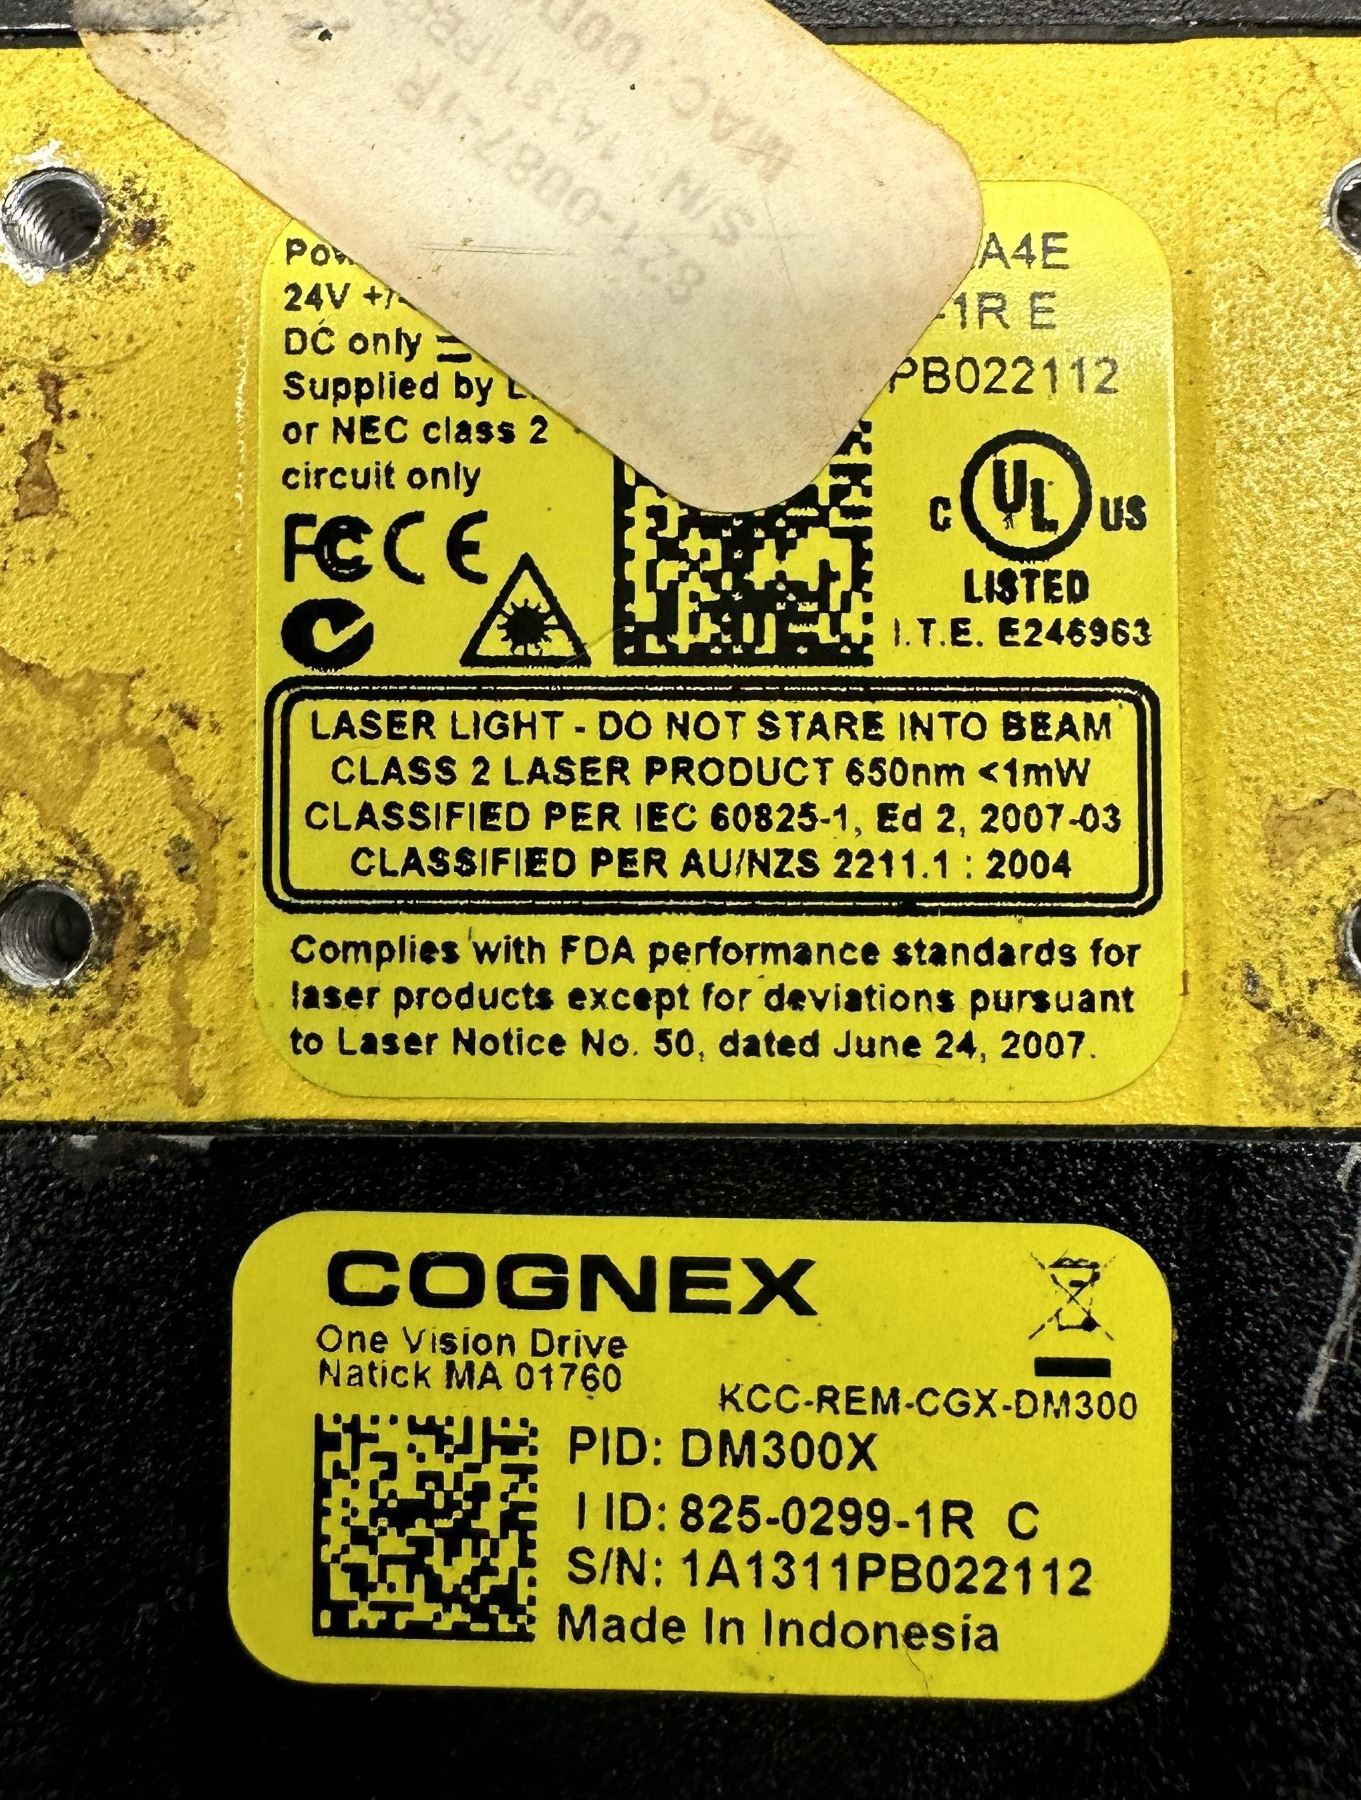 24V +/-
DC only
Supplied by
or NEC class 2
circuit only
A4E
-1R E
PB022112
FC CE
C UL US
LISTED
I.T.E. E246963
LASER LIGHT - DO NOT STARE INTO BEAM
CLASS 2 LASER PRODUCT 650nm <1mW
CLASSIFIED PER IEC 60825-1, Ed 2, 2007-03
CLASSIFIED PER AU/NZS 2211.1 : 2004
Complies with FDA performance standards for
laser products except for deviations pursuant
to Laser Notice No. 50, dated June 24, 2007.
COGNEX
One Vision Drive
Natick MA 01760
KCC-REM-CGX-DM300
PID: DM300X
I ID: 825-0299-1R C
S/N: 1A1311PB022112
Made In Indonesia